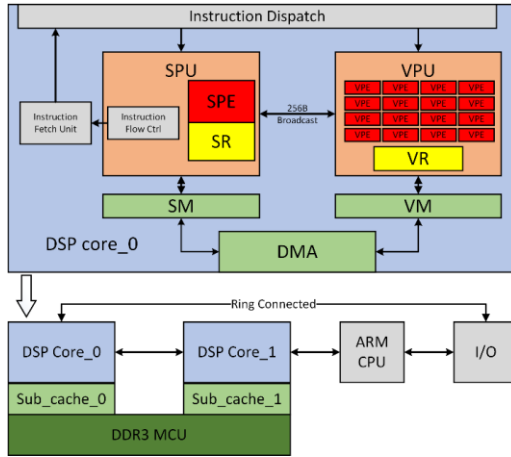 Instruction Dispatch
SPU
VPU
SPE
SR
256B
Broadcast
VPE VPE VPE VPE
VPE VPE VPE VPE
VPE VPE VPE VPE
VPE VPE VPE VPE
VR
Instruction
Fetch Unit
Instruction
Flow Ctrl
SM
VM
DSP core_0
DMA
Ring Connected
DSP Core_0
DSP Core_1
ARM
CPU
I/O
Sub_cache_0
Sub_cache_1
DDR3 MCU